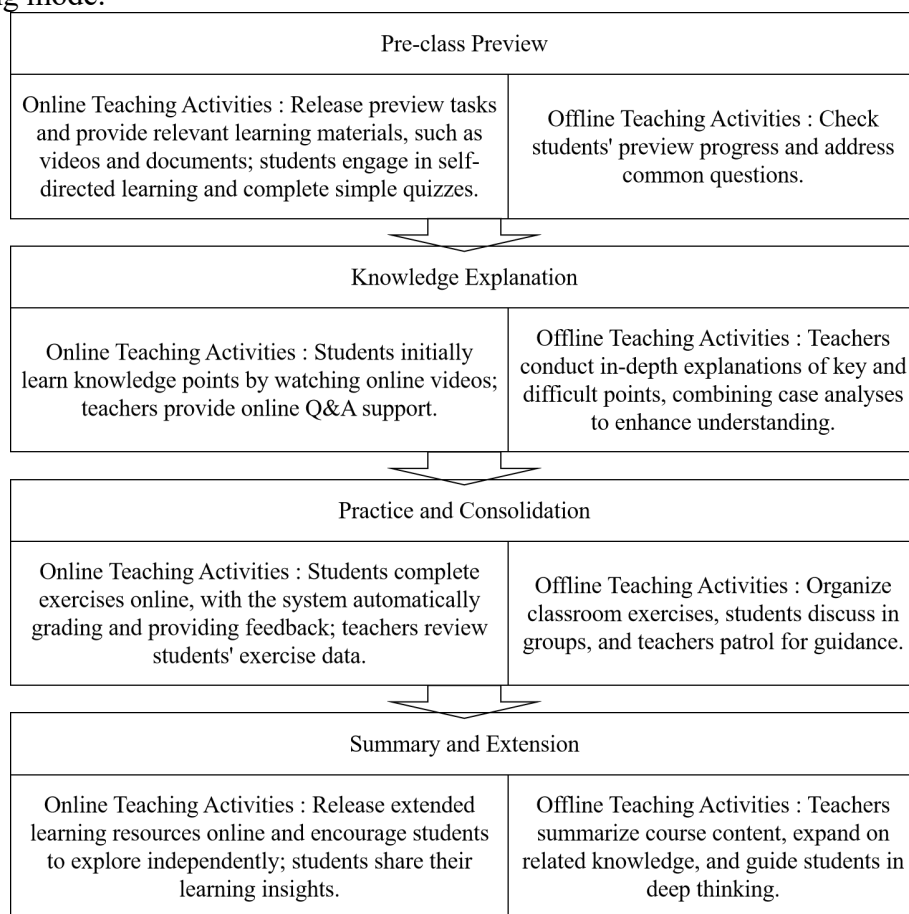 ng mode.
Pre-class Preview
Online Teaching Activities : Release preview tasks
and provide relevant learning materials, such as
videos and documents; students engage in self-
directed learning and complete simple quizzes.
Offline Teaching Activities : Check
students' preview progress and address
common questions.
Knowledge Explanation
Online Teaching Activities : Students initially
learn knowledge points by watching online videos;
teachers provide online Q&A support.
Offline Teaching Activities : Teachers
conduct in-depth explanations of key and
difficult points, combining case analyses
to enhance understanding.
Practice and Consolidation
Online Teaching Activities : Students complete
exercises online, with the system automatically
grading and providing feedback; teachers review
students' exercise data.
Offline Teaching Activities : Organize
classroom exercises, students discuss in
groups, and teachers patrol for guidance.
Summary and Extension
Online Teaching Activities : Release extended
learning resources online and encourage students
to explore independently; students share their
learning insights.
Offline Teaching Activities : Teachers
summarize course content, expand on
related knowledge, and guide students in
deep thinking.